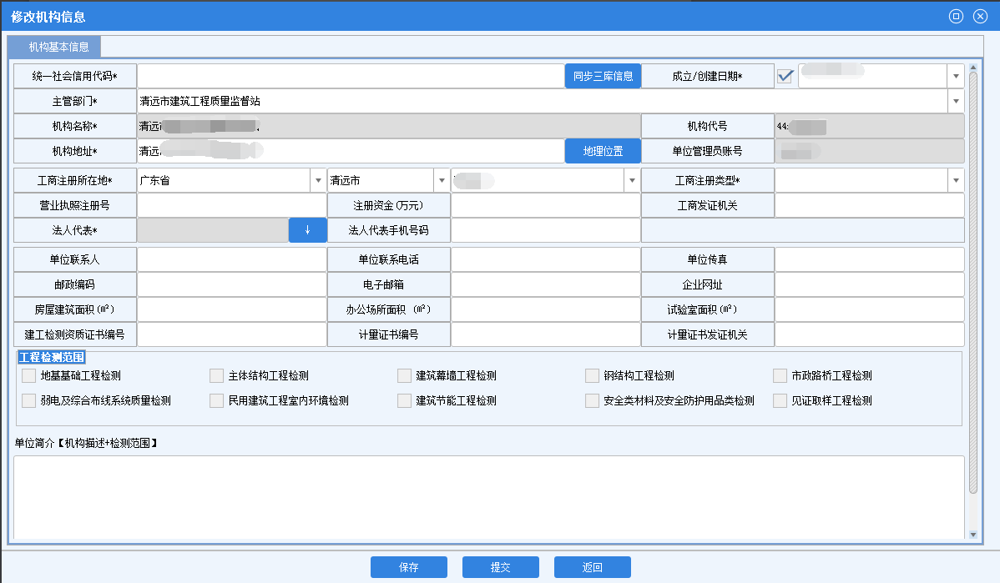 修改机构信息
机构基本信息
统一社会信用代码* 同步三库信息 成立/创建日期*
主管部门* 清远市建筑工程质量监督站
机构名称* 清远 机构代号 44
机构地址* 清远 地理位置 单位管理员账号
工商注册所在地* 广东省 清远市 工商注册类型*
营业执照注册号 注册资金(万元) 工商发证机关
法人代表* ↓ 法人代表手机号码
单位联系人 单位联系电话 单位传真
邮政编码 电子邮箱 企业网址
房屋建筑面积(㎡) 办公场所面积 (㎡) 试验室面积(㎡)
建工检测资质证书编号 计量证书编号 计量证书发证机关
工程检测范围
地基基础工程检测 主体结构工程检测 建筑幕墙工程检测 钢结构工程检测 市政路桥工程检测
弱电及综合布线系统质量检测 民用建筑工程室内环境检测 建筑节能工程检测 安全类材料及安全防护用品类检测 见证取样工程检测
单位简介【机构描述+检测范围】
保存 提交 返回